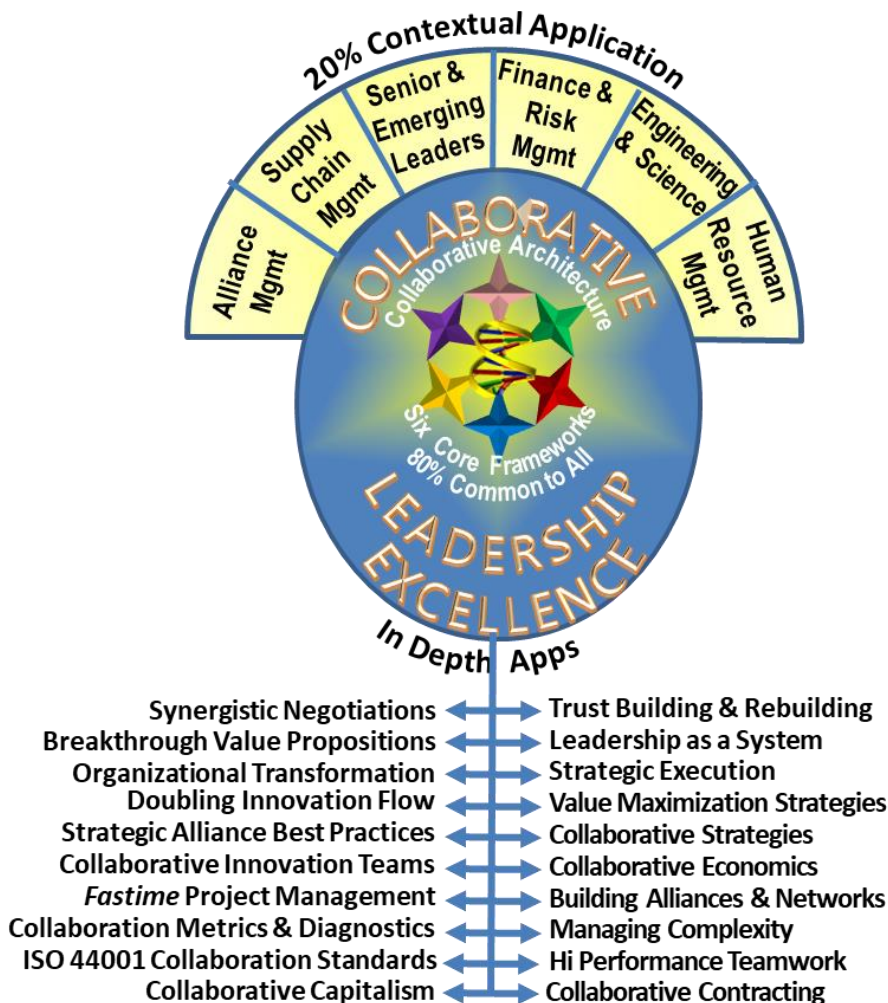 20% Contextual Application
Alliance
Mgmt
Supply
Chain
Mgmt
Senior &
Emerging
Leaders
Finance &
Risk
Mgmt
Engineering
& Science
Human
Resource
Mgmt
COLLABORATIVE
Collaborative Architecture
Six Core Frameworks
80% Common to All
LEADERSHIP
EXCELLENCE
In Depth Apps
Synergistic Negotiations
Trust Building & Rebuilding
Breakthrough Value Propositions
Leadership as a System
Organizational Transformation
Strategic Execution
Doubling Innovation Flow
Value Maximization Strategies
Strategic Alliance Best Practices
Collaborative Strategies
Collaborative Innovation Teams
Collaborative Economics
Fastime Project Management
Building Alliances & Networks
Collaboration Metrics & Diagnostics
Managing Complexity
ISO 44001 Collaboration Standards
Hi Performance Teamwork
Collaborative Capitalism
Collaborative Contracting